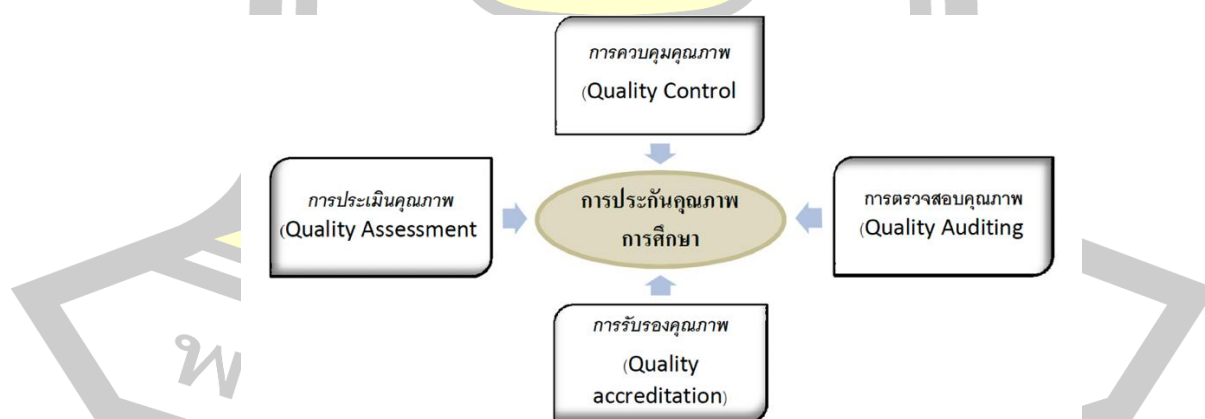 การควบคุมคุณภาพ
(Quality Control
การประเมินคุณภาพ
(Quality Assessment
การประกันคุณภาพ
การศึกษา
การตรวจสอบคุณภาพ
(Quality Auditing
การรับรองคุณภาพ
(Quality
accreditation)